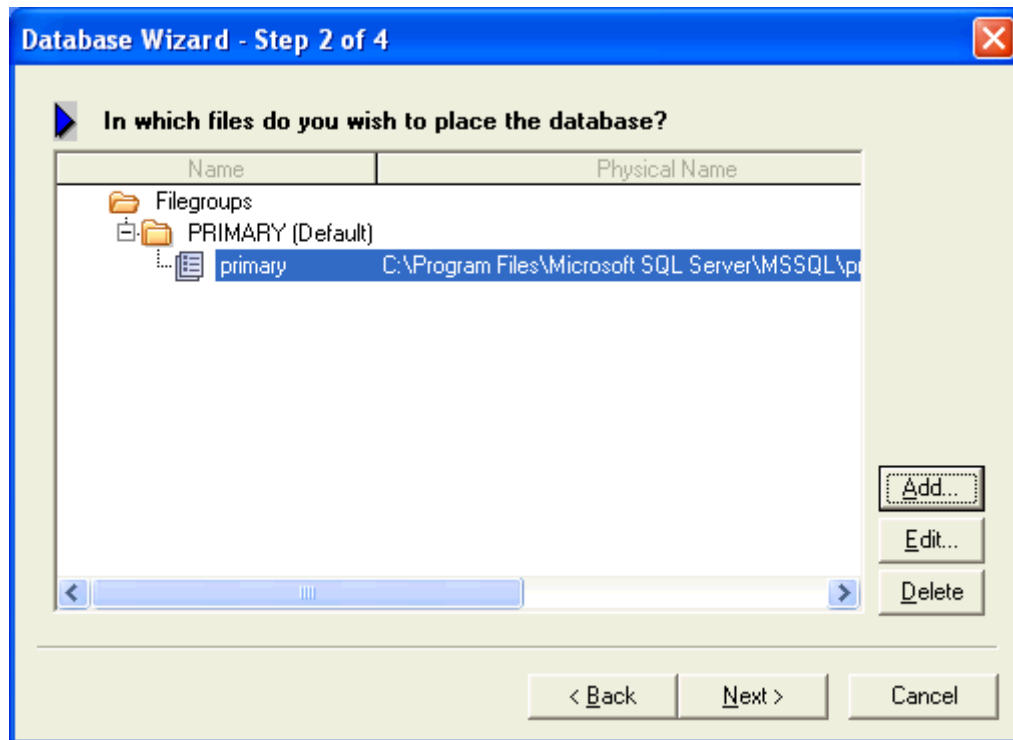 Database Wizard - Step 2 of 4
In which files do you wish to place the database?
Name Physical Name
Filegroups
PRIMARY (Default)
primary C:\Program Files\Microsoft SQL Server\MSSQL\pr
Add...
Edit...
Delete
< Back Next > Cancel